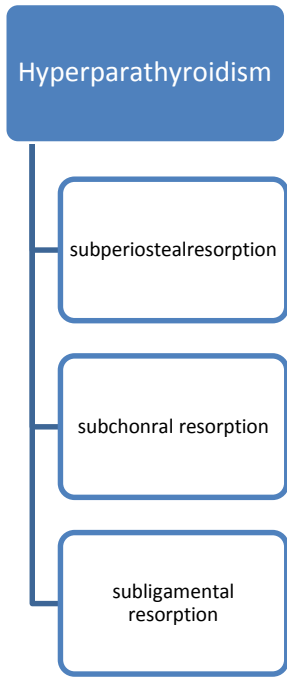 Hyperparathyroidism
subperiostealresorption
subchonral resorption
subligamental
resorption